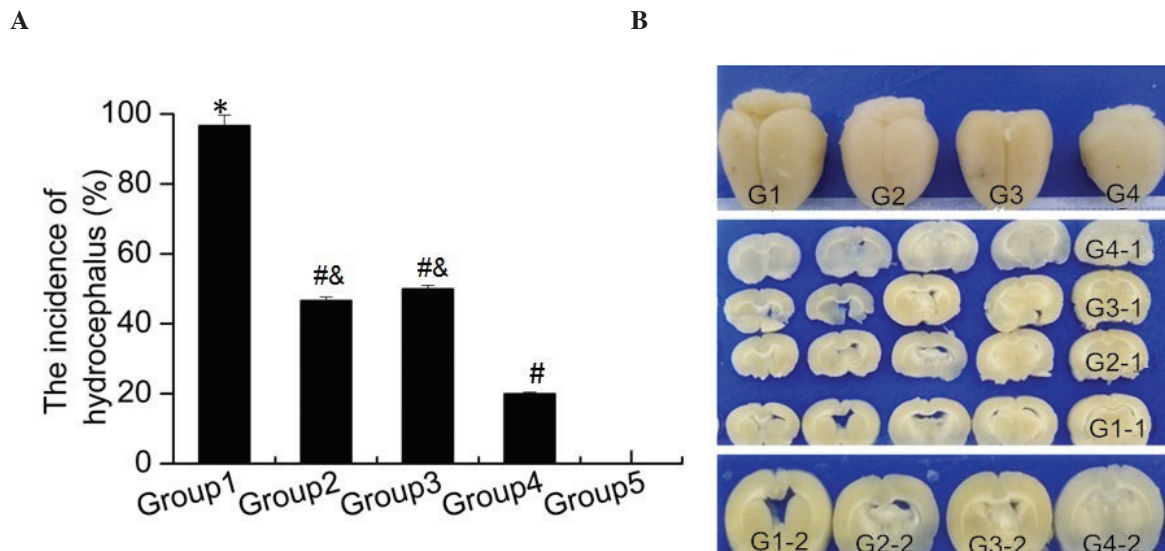 A
B
The incidence of
hydrocephalus (%)
100
80
60
40
20
0
*
#&
#&
#
Group1
Group2
Group3
Group4
Group5
G1
G2
G3
G4
G4-1
G3-1
G2-1
G1-1
G1-2
G2-2
G3-2
G4-2